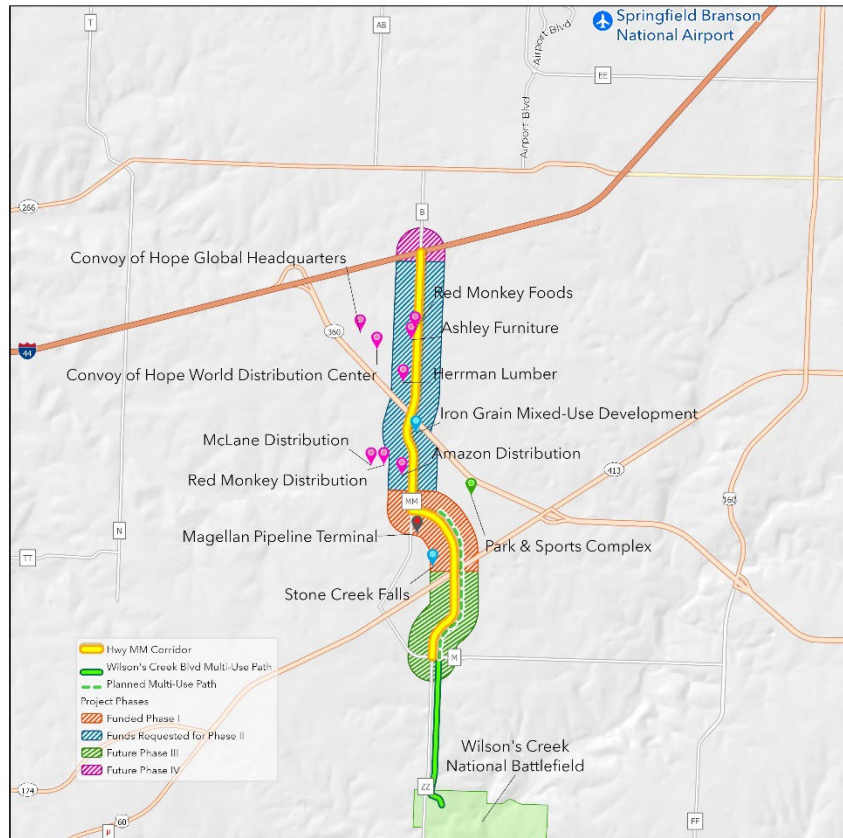 Springfield Branson
National Airport
T
AB
Airport Blvd
EE
Airport Blvd
266
B
Convoy of Hope Global Headquarters
Red Monkey Foods
360
Ashley Furniture
44
Convoy of Hope World Distribution Center
Herrman Lumber
Iron Grain Mixed-Use Development
McLane Distribution
Amazon Distribution
413
Red Monkey Distribution
MM
160
N
Magellan Pipeline Terminal
Park & Sports Complex
TT
Stone Creek Falls
Hwy MM Corridor
M
Wilson's Creek Blvd Multi-Use Path
Planned Multi-Use Path
Project Phases
Funded Phase I
Funds Requested for Phase II
Future Phase III
Future Phase IV
Wilson's Creek
National Battlefield
174
ZZ
60
P
FF